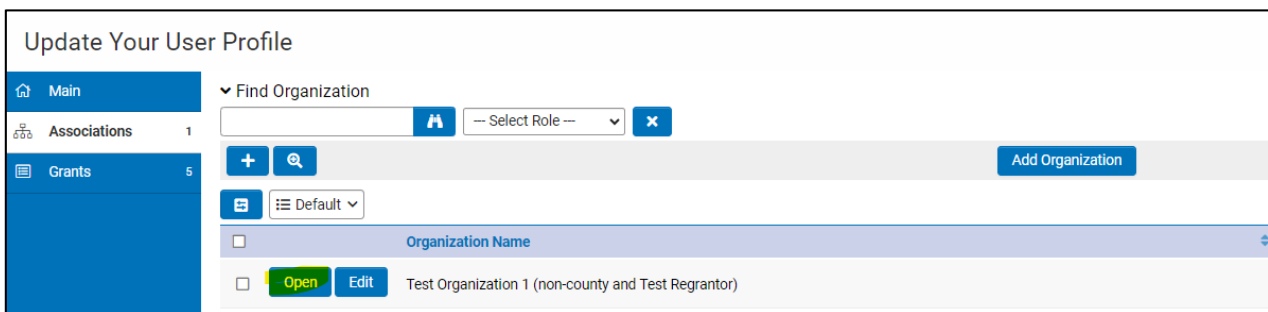 Update Your User Profile
Main
Associations 1
Grants 5
Find Organization
--- Select Role ---
Add Organization
Default
Organization Name
Open Edit Test Organization 1 (non-county and Test Regrantor)